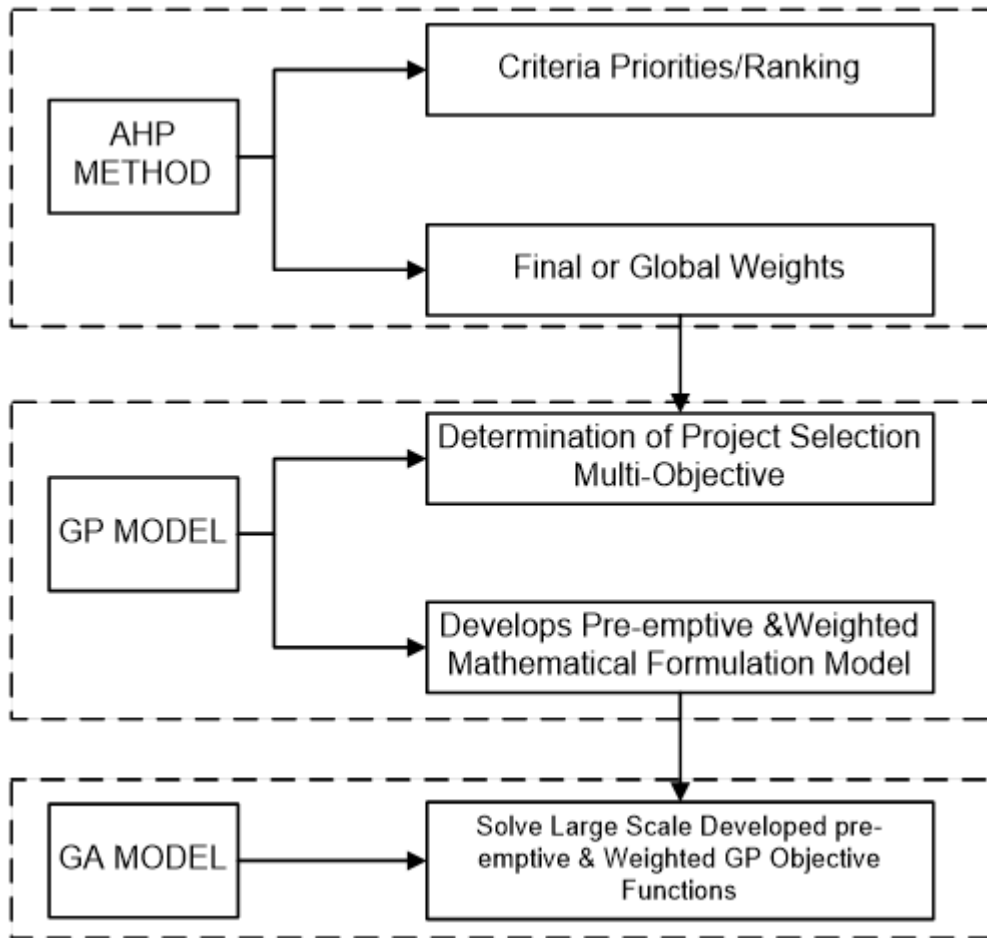 Criteria Priorities/Ranking
AHP
METHOD
Final or Global Weights
Determination of Project Selection
Multi-Objective
GP MODEL
Develops Pre-emptive &Weighted
Mathematical Formulation Model
GA MODEL
Solve Large Scale Developed pre-
emptive & Weighted GP Objective
Functions